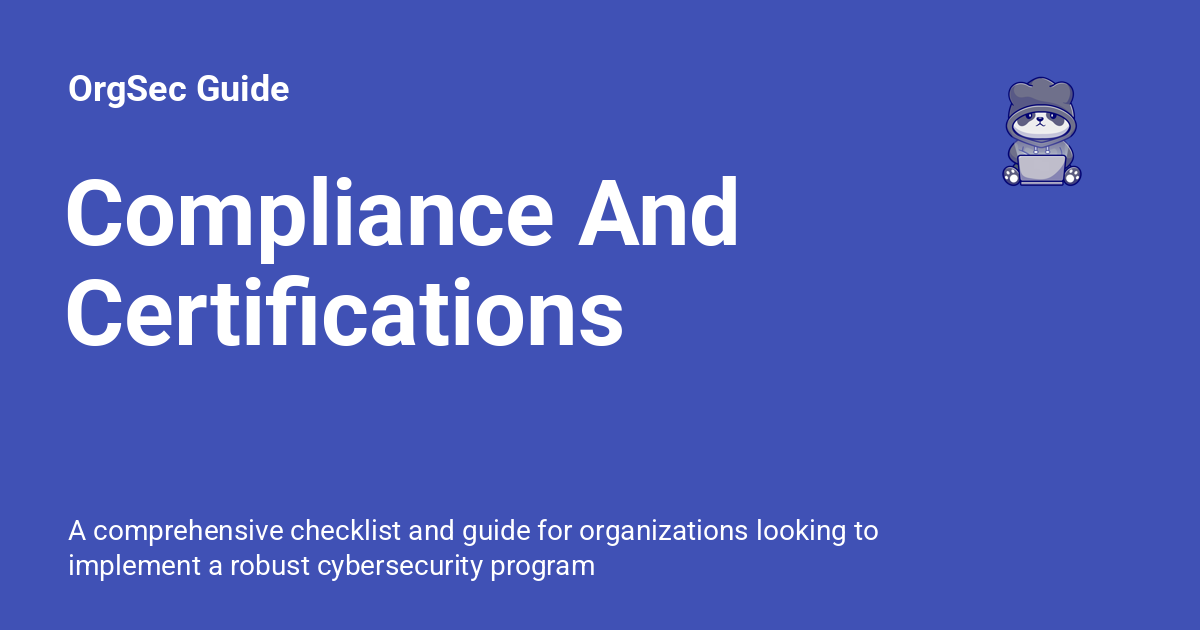 OrgSec Guide
Compliance And
Certifications
A comprehensive checklist and guide for organizations looking to
implement a robust cybersecurity program